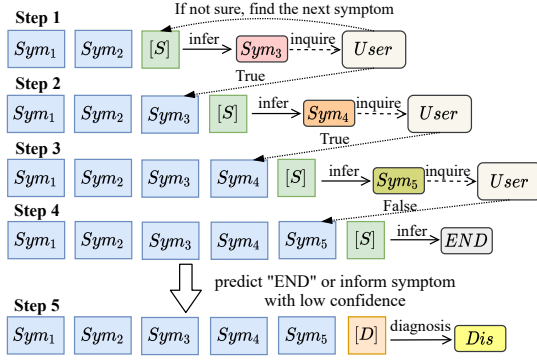 If not sure, find the next symptom
Step 1
Sym₁ Sym₂ [S] infer Sym₃ inquire User
True
Step 2
Sym₁ Sym₂ Sym₃ [S] infer Sym₄ inquire User
True
Step 3
Sym₁ Sym₂ Sym₃ Sym₄ [S] infer Sym₅ inquire User
False
Step 4
Sym₁ Sym₂ Sym₃ Sym₄ Sym₅ [S] infer END
predict "END" or inform symptom
with low confidence
Step 5
Sym₁ Sym₂ Sym₃ Sym₄ Sym₅ [D] diagnosis Dis